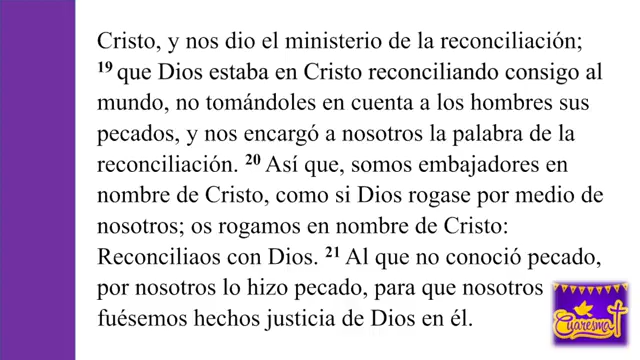 Cristo, y nos dio el ministerio de la reconciliación;
19 que Dios estaba en Cristo reconciliando consigo al
mundo, no tomándoles en cuenta a los hombres sus
pecados, y nos encargó a nosotros la palabra de la
reconciliación. 20 Así que, somos embajadores en
nombre de Cristo, como si Dios rogase por medio de
nosotros; os rogamos en nombre de Cristo:
Reconciliaos con Dios. 21 Al que no conoció pecado,
por nosotros lo hizo pecado, para que nosotros
fuésemos hechos justicia de Dios en él.
Cuaresma